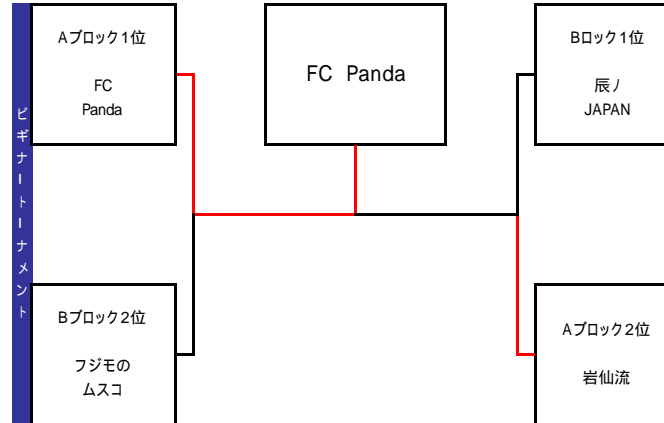 ビギナートーナメント
Aブロック1位
FC
Panda
FC Panda
Bロック1位
辰ノ
JAPAN
Bブロック2位
フジモの
ムスコ
Aブロック2位
岩仙流